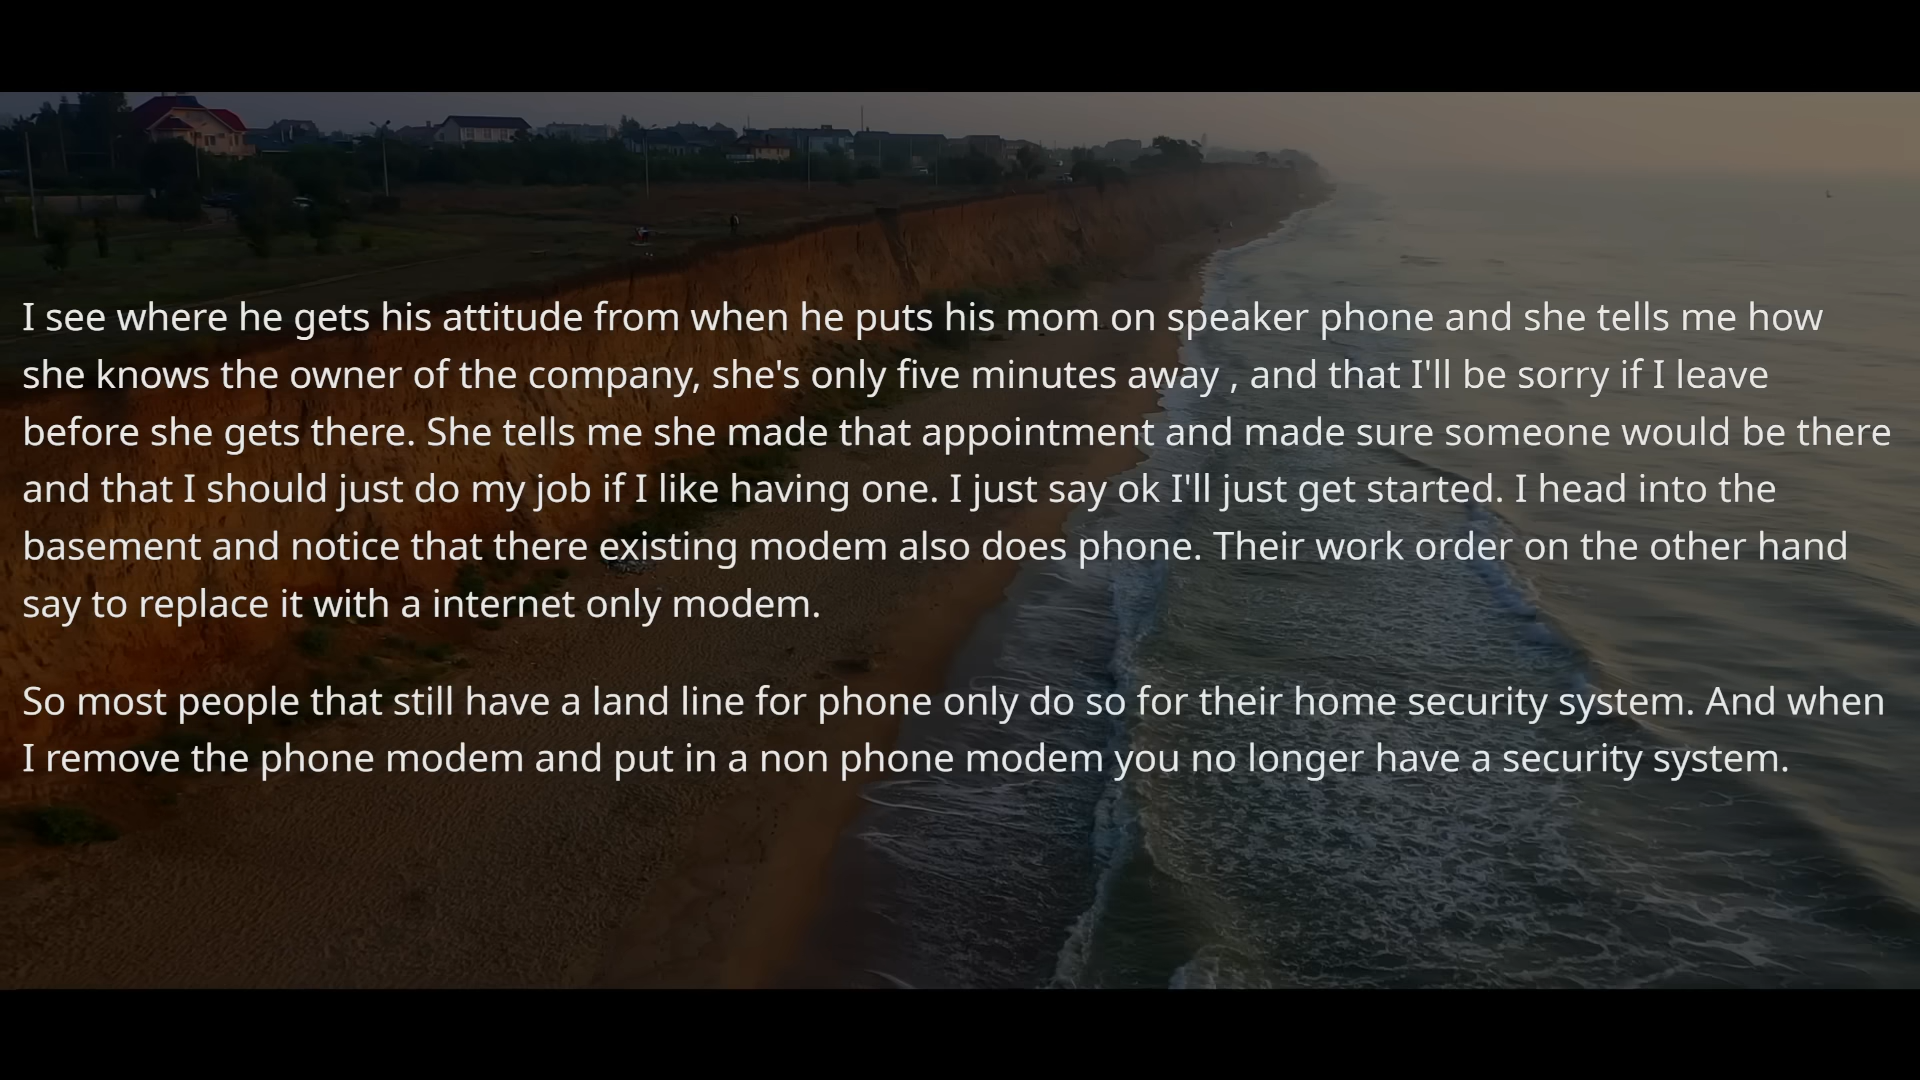 I see where he gets his attitude from when he puts his mom on speaker phone and she tells me how
she knows the owner of the company, she's only five minutes away , and that I'll be sorry if I leave
before she gets there. She tells me she made that appointment and made sure someone would be there
and that I should just do my job if I like having one. I just say ok I'll just get started. I head into the
basement and notice that there existing modem also does phone. Their work order on the other hand
say to replace it with a internet only modem.
So most people that still have a land line for phone only do so for their home security system. And when
I remove the phone modem and put in a non phone modem you no longer have a security system.